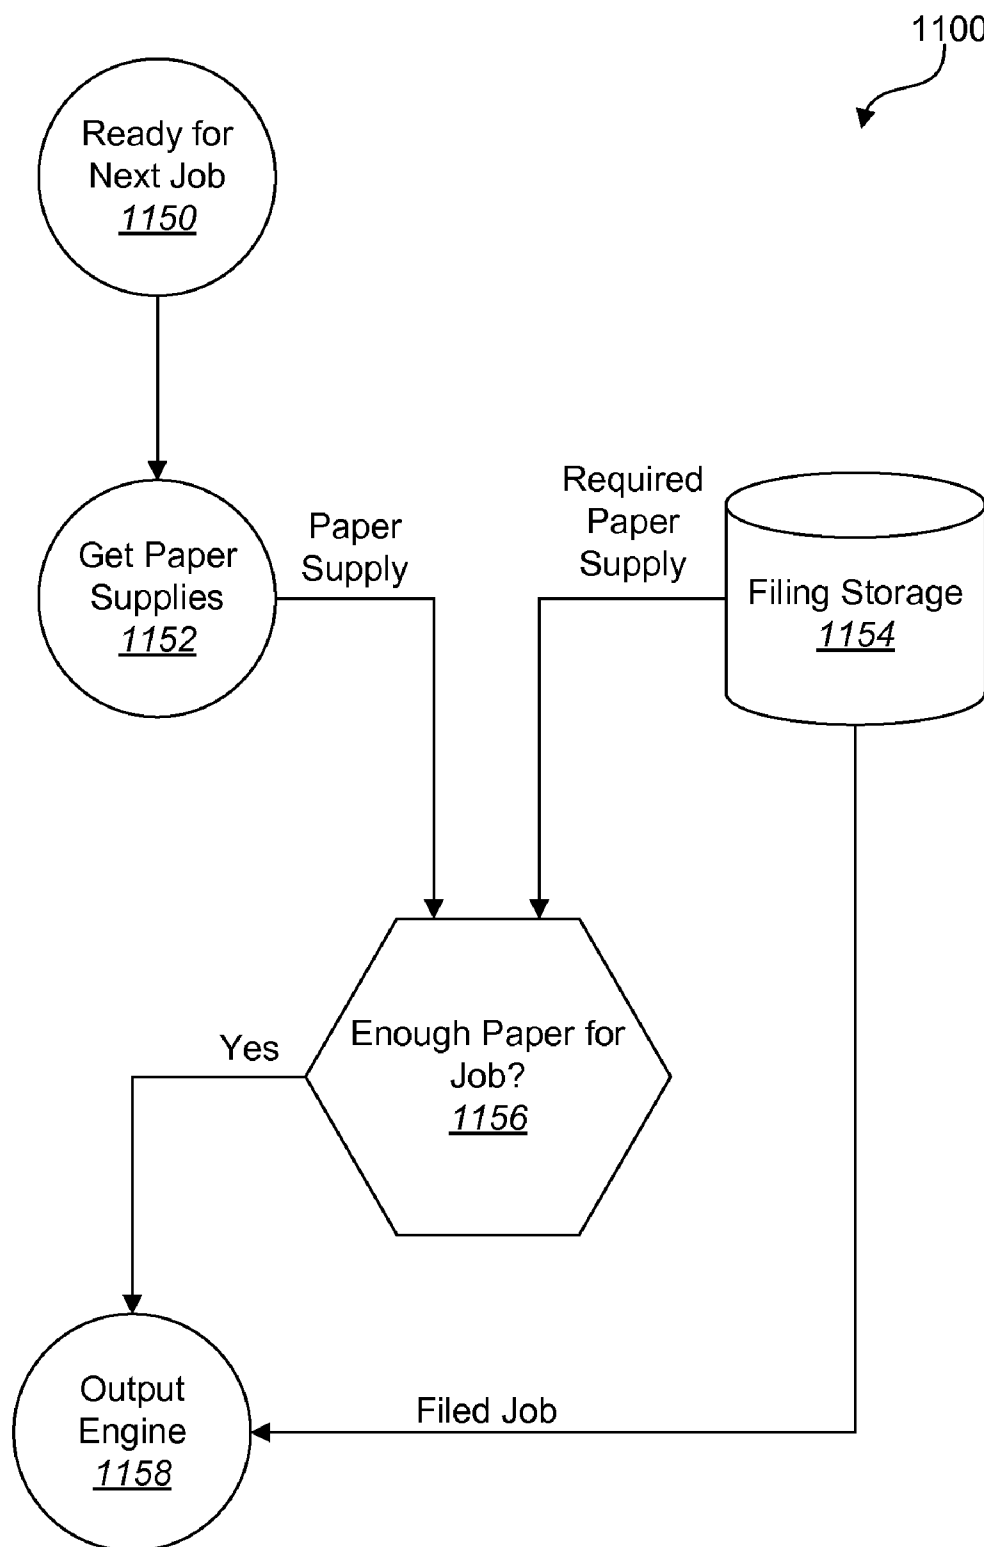 1100
Ready for
Next Job
1150
Get Paper
Supplies
1152
Paper
Supply
Required
Paper
Supply
Filing Storage
1154
Yes
Enough Paper for
Job?
1156
Output
Engine
1158
Filed Job